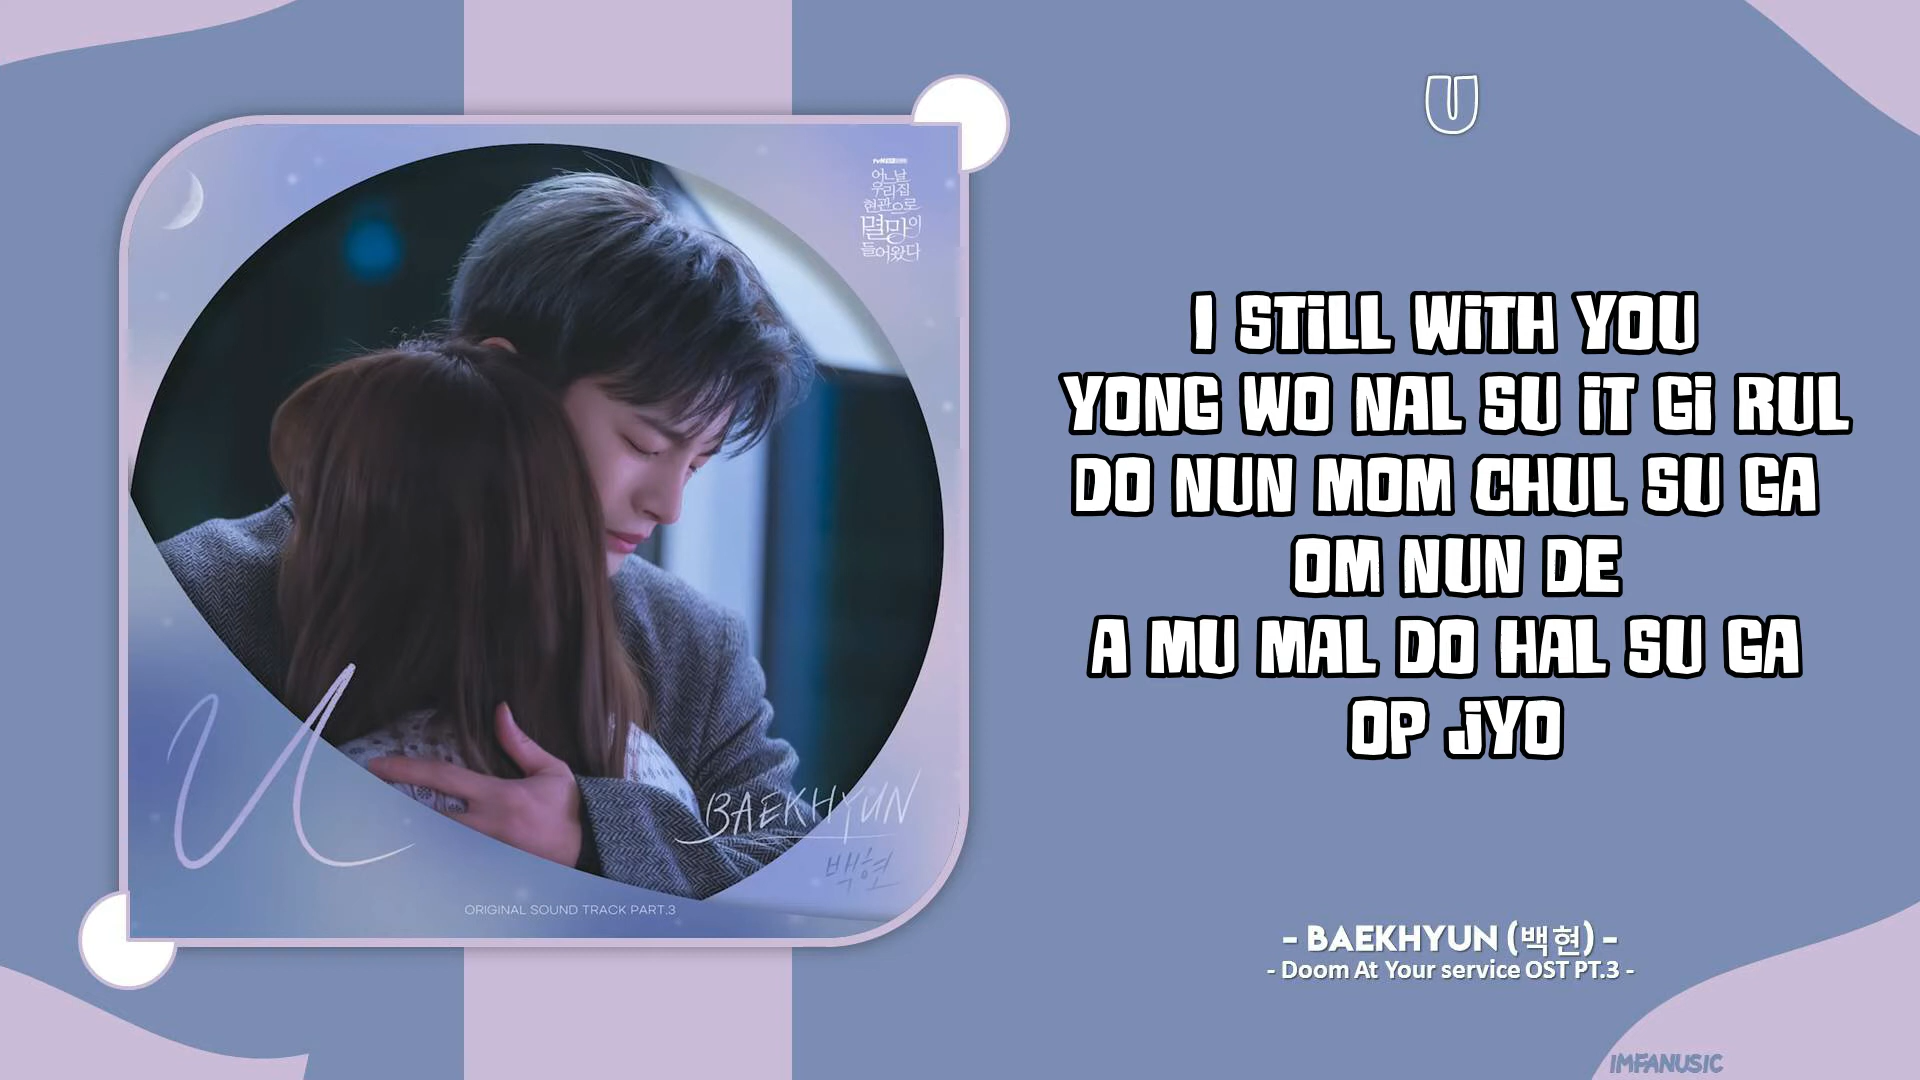 U
tvN
어느날
우리집
현관으로
멸망이
들어왔다
I STiLL WiTH YOU
YONG WO NAL SU iT Gi RUL
DO NUN MOM CHUL SU GA
OM NUN DE
A MU MAL DO HAL SU GA
OP JYO
U
BAEKHYUN
백현
ORIGINAL SOUND TRACK PART.3
- BAEKHYUN (백현) -
- Doom At Your service OST PT.3 -
IMFANUSIC